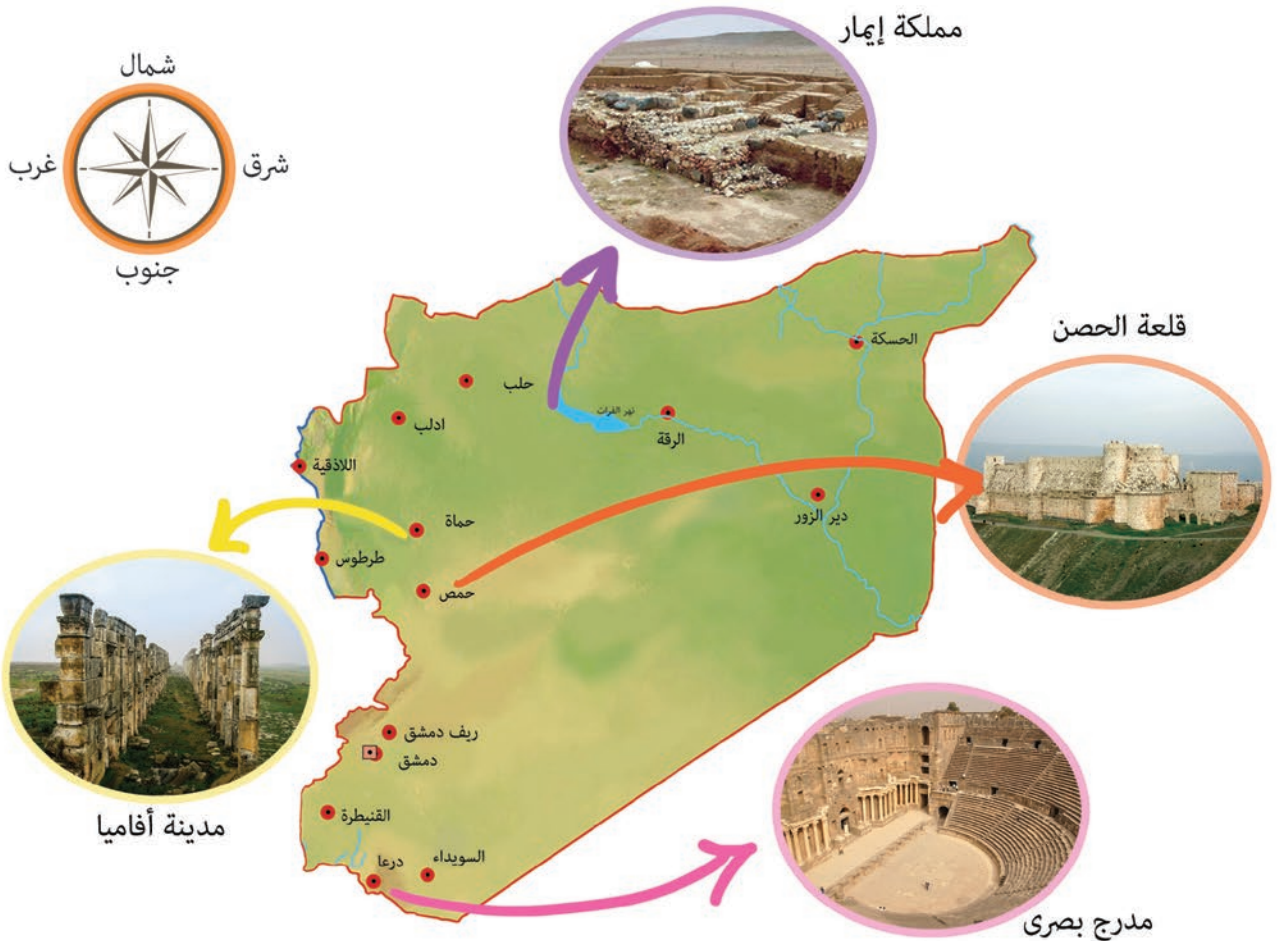 مملكة إيمار
شمال
شرق
غرب
جنوب
قلعة الحصن
الحسكة
حلب
نهر الفرات
ادلب
الرقة
اللاذقية
دير الزور
حماة
طرطوس
حمص
ريف دمشق
دمشق
مدينة أفاميا
القنيطرة
السويداء
درعا
مدرج بصرى